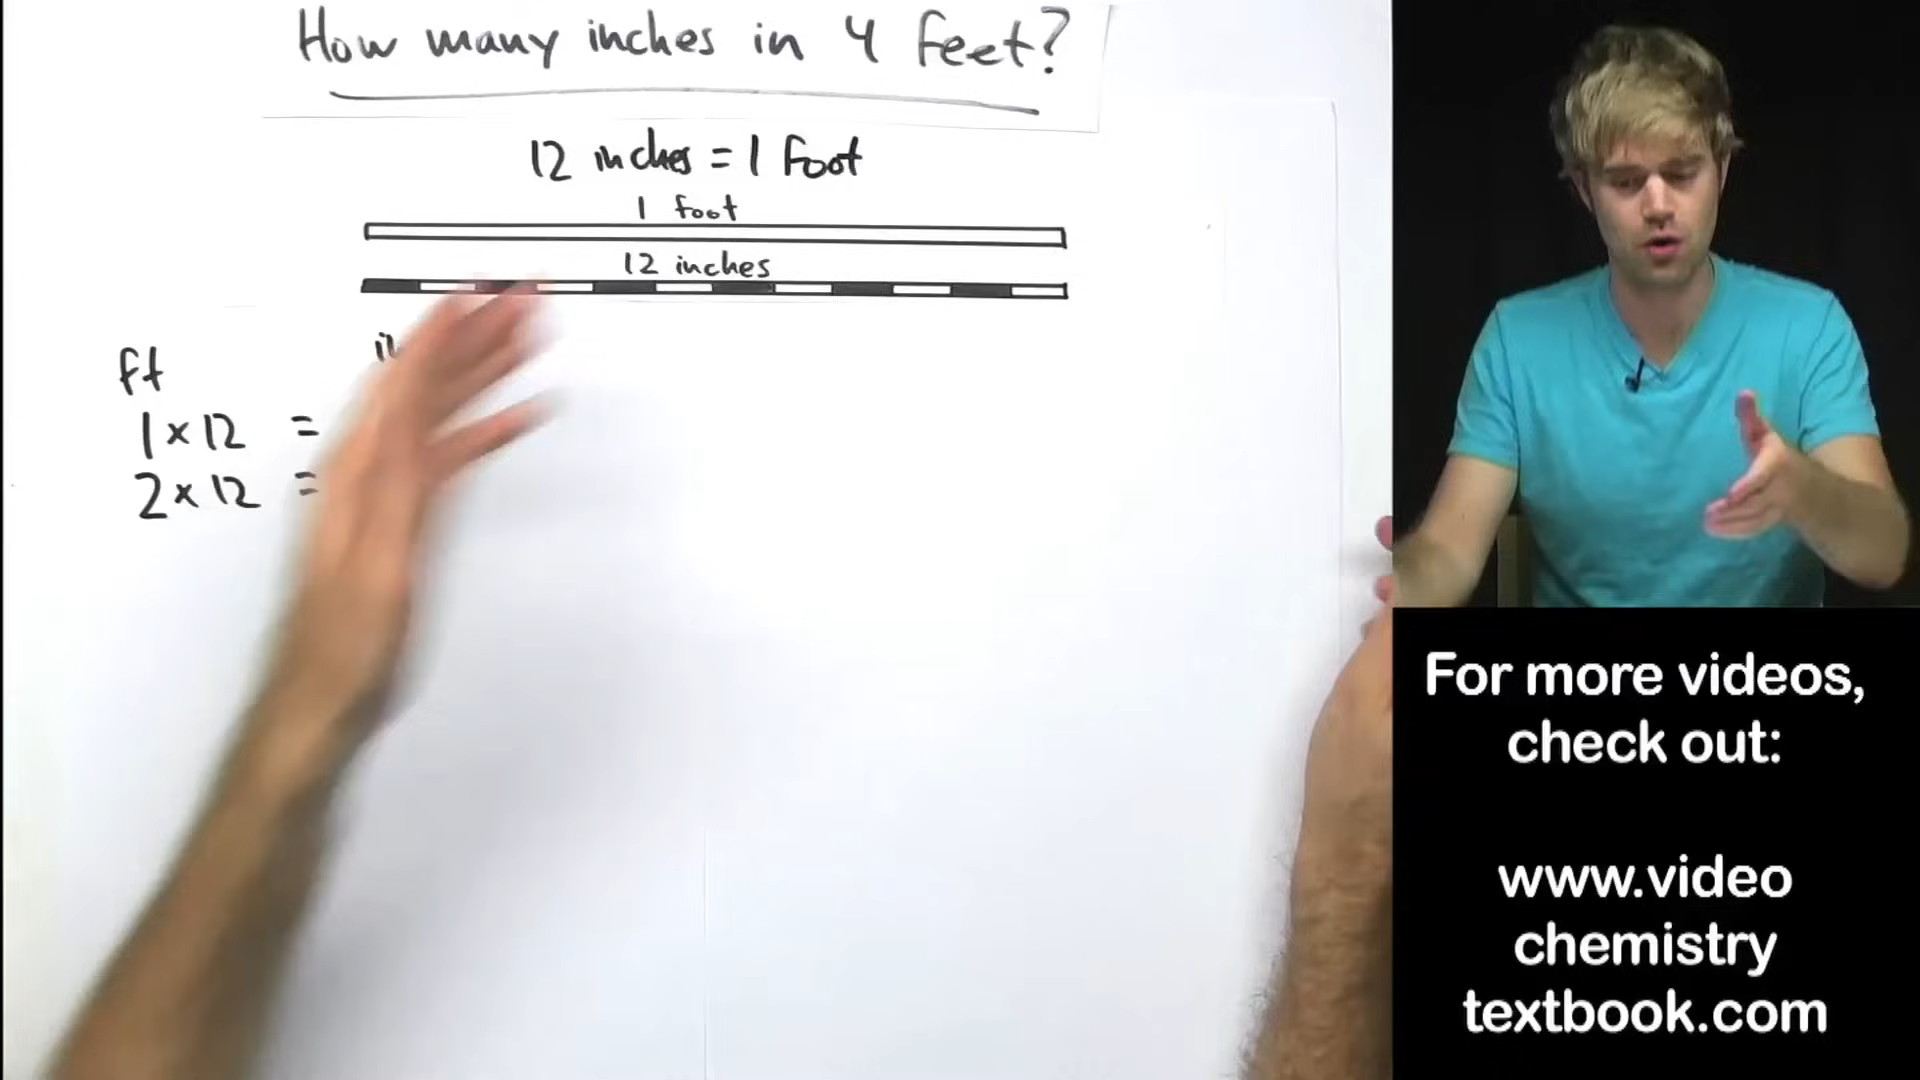 How many inches in 4 feet?
12 inches = 1 foot
1 foot
12 inches
ft
1 x 12 =
2 x 12 =
For more videos,
check out:
www.video
chemistry
textbook.com